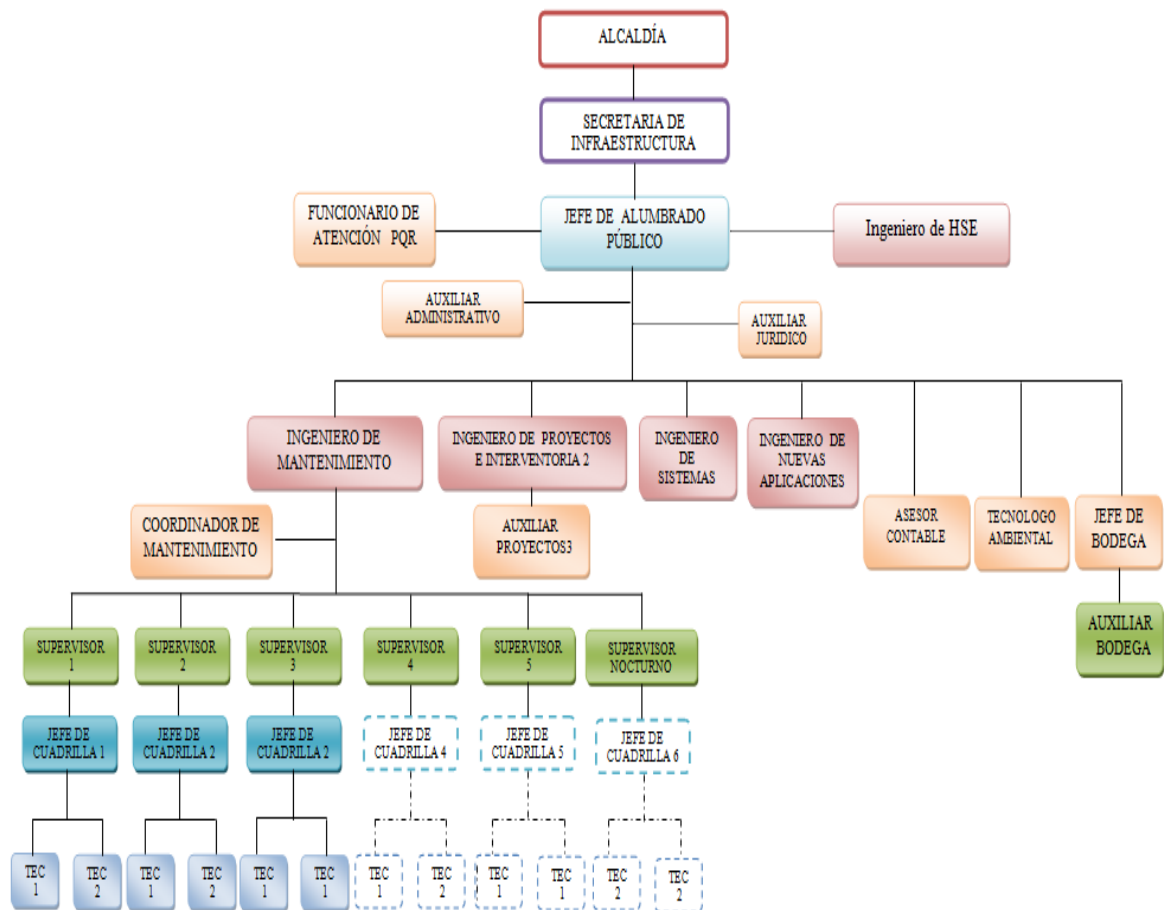 ALCALDÍA
SECRETARIA DE
INFRAESTRUCTURA
FUNCIONARIO DE
ATENCIÓN PQR
JEFE DE ALUMBRADO
PÚBLICO
Ingeniero de HSE
AUXILIAR
ADMINISTRATIVO
AUXILIAR
JURIDICO
INGENIERO DE
MANTENIMIENTO
INGENIERO DE PROYECTOS
E INTERVENTORIA 2
INGENIERO
DE
SISTEMAS
INGENIERO DE
NUEVAS
APLICACIONES
COORDINADOR DE
MANTENIMIENTO
AUXILIAR
PROYECTOS3
ASESOR
CONTABLE
TECNOLOGO
AMBIENTAL
JEFE DE
BODEGA
AUXILIAR
BODEGA
SUPERVISOR
1
SUPERVISOR
2
SUPERVISOR
3
SUPERVISOR
4
SUPERVISOR
5
SUPERVISOR
NOCTURNO
JEFE DE
CUADRILLA 1
JEFE DE
CUADRILLA 2
JEFE DE
CUADRILLA 2
JEFE DE
CUADRILLA 4
JEFE DE
CUADRILLA 5
JEFE DE
CUADRILLA 6
TEC
1
TEC
2
TEC
1
TEC
2
TEC
1
TEC
1
TEC
1
TEC
2
TEC
1
TEC
1
TEC
2
TEC
2